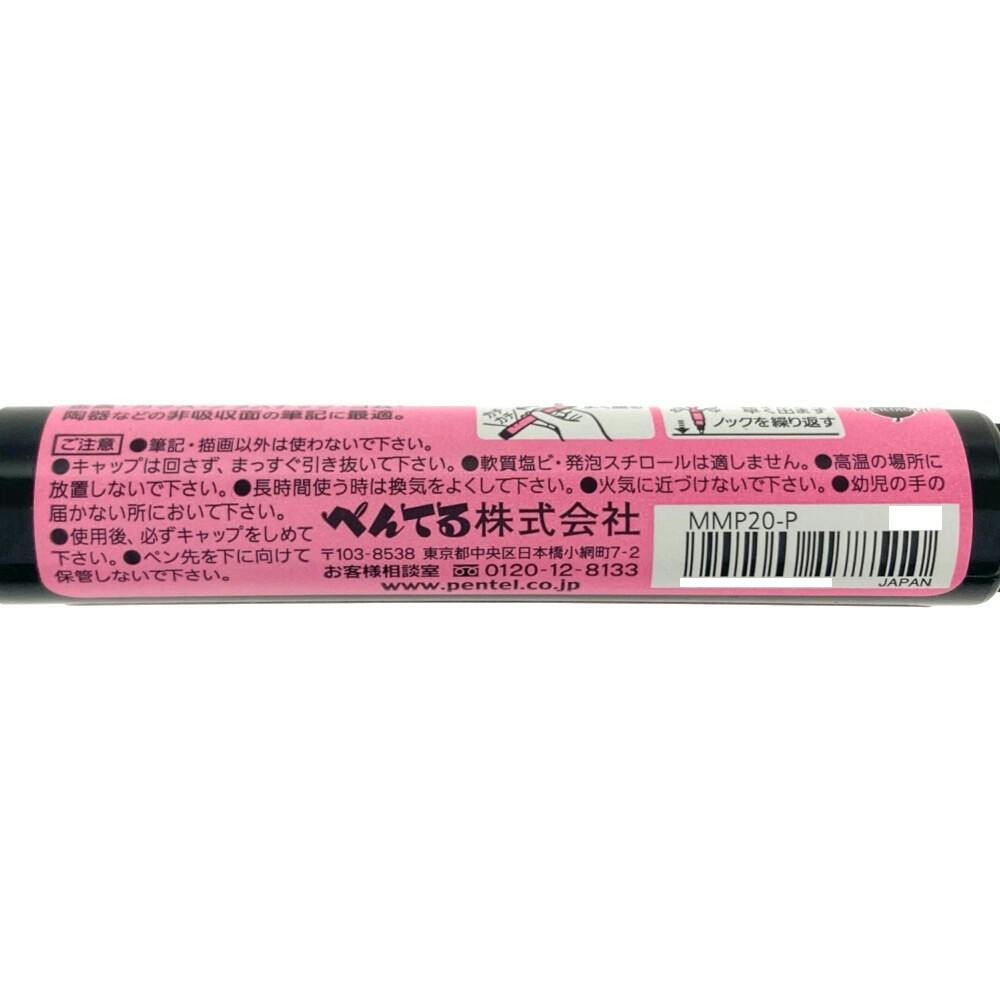 陶器などの非吸収面の筆記に最適。
ご注意 ●筆記・描画以外は使わないで下さい。
●キャップは回さず、まっすぐ引き抜いて下さい。●軟質塩ビ・発泡スチロールは適しません。●高温の場所に
放置しないで下さい。●長時間使う時は換気をよくして下さい。●火気に近づけないで下さい。●幼児の手の
届かない所において下さい。
●使用後、必ずキャップをしめて
下さい。●ペン先を下に向けて
保管しないで下さい。
カチ
カチ
早く出ます
ノックを繰り返す
ぺんてる株式会社
〒103-8538 東京都中央区日本橋小網町7-2
お客様相談室 0120-12-8133
www.pentel.co.jp
MMP20-P
JAPAN